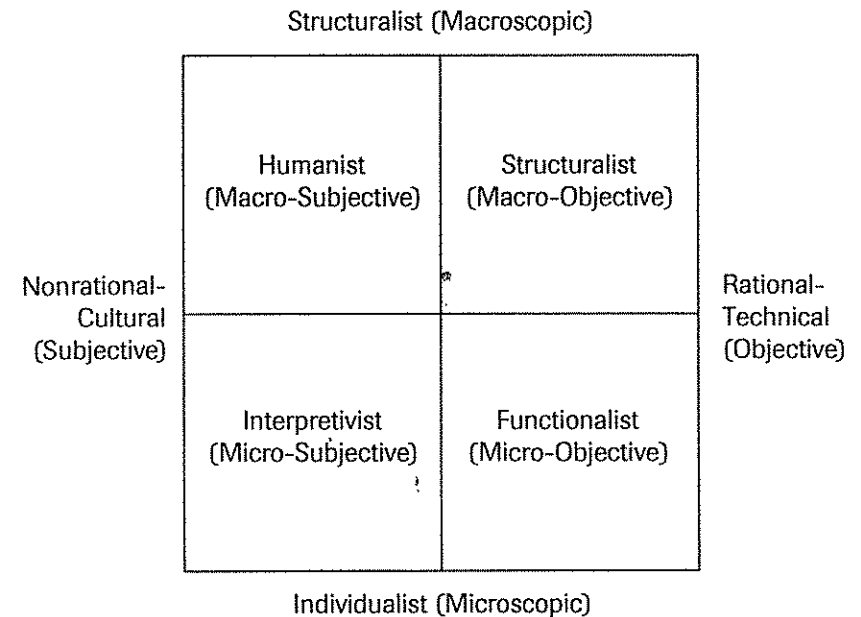 Structuralist (Macroscopic)
Humanist
(Macro-Subjective)
Structuralist
(Macro-Objective)
Nonrational-
Cultural
(Subjective)
Rational-
Technical
(Objective)
Interpretivist
(Micro-Subjective)
Functionalist
(Micro-Objective)
Individualist (Microscopic)